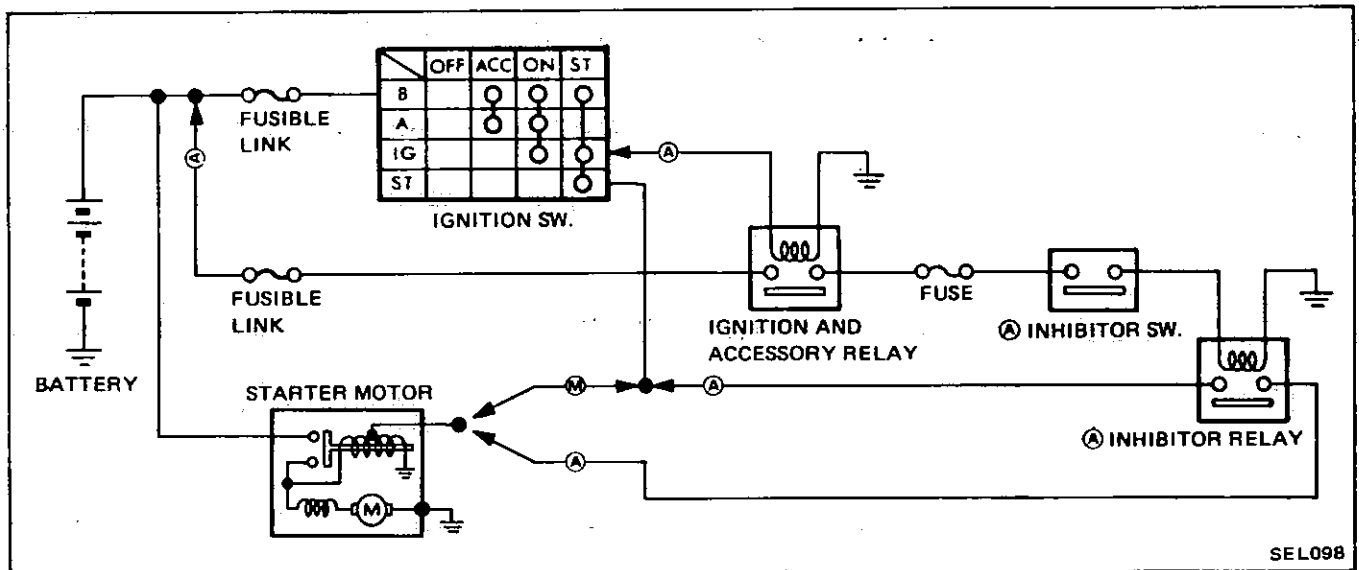 OFF ACC ON ST
B
A
IG
ST
IGNITION SW.
FUSIBLE
LINK
A
A
FUSIBLE
LINK
BATTERY
IGNITION AND
ACCESSORY RELAY
FUSE
A INHIBITOR SW.
STARTER MOTOR
M
M
A
A
A INHIBITOR RELAY
SEL098